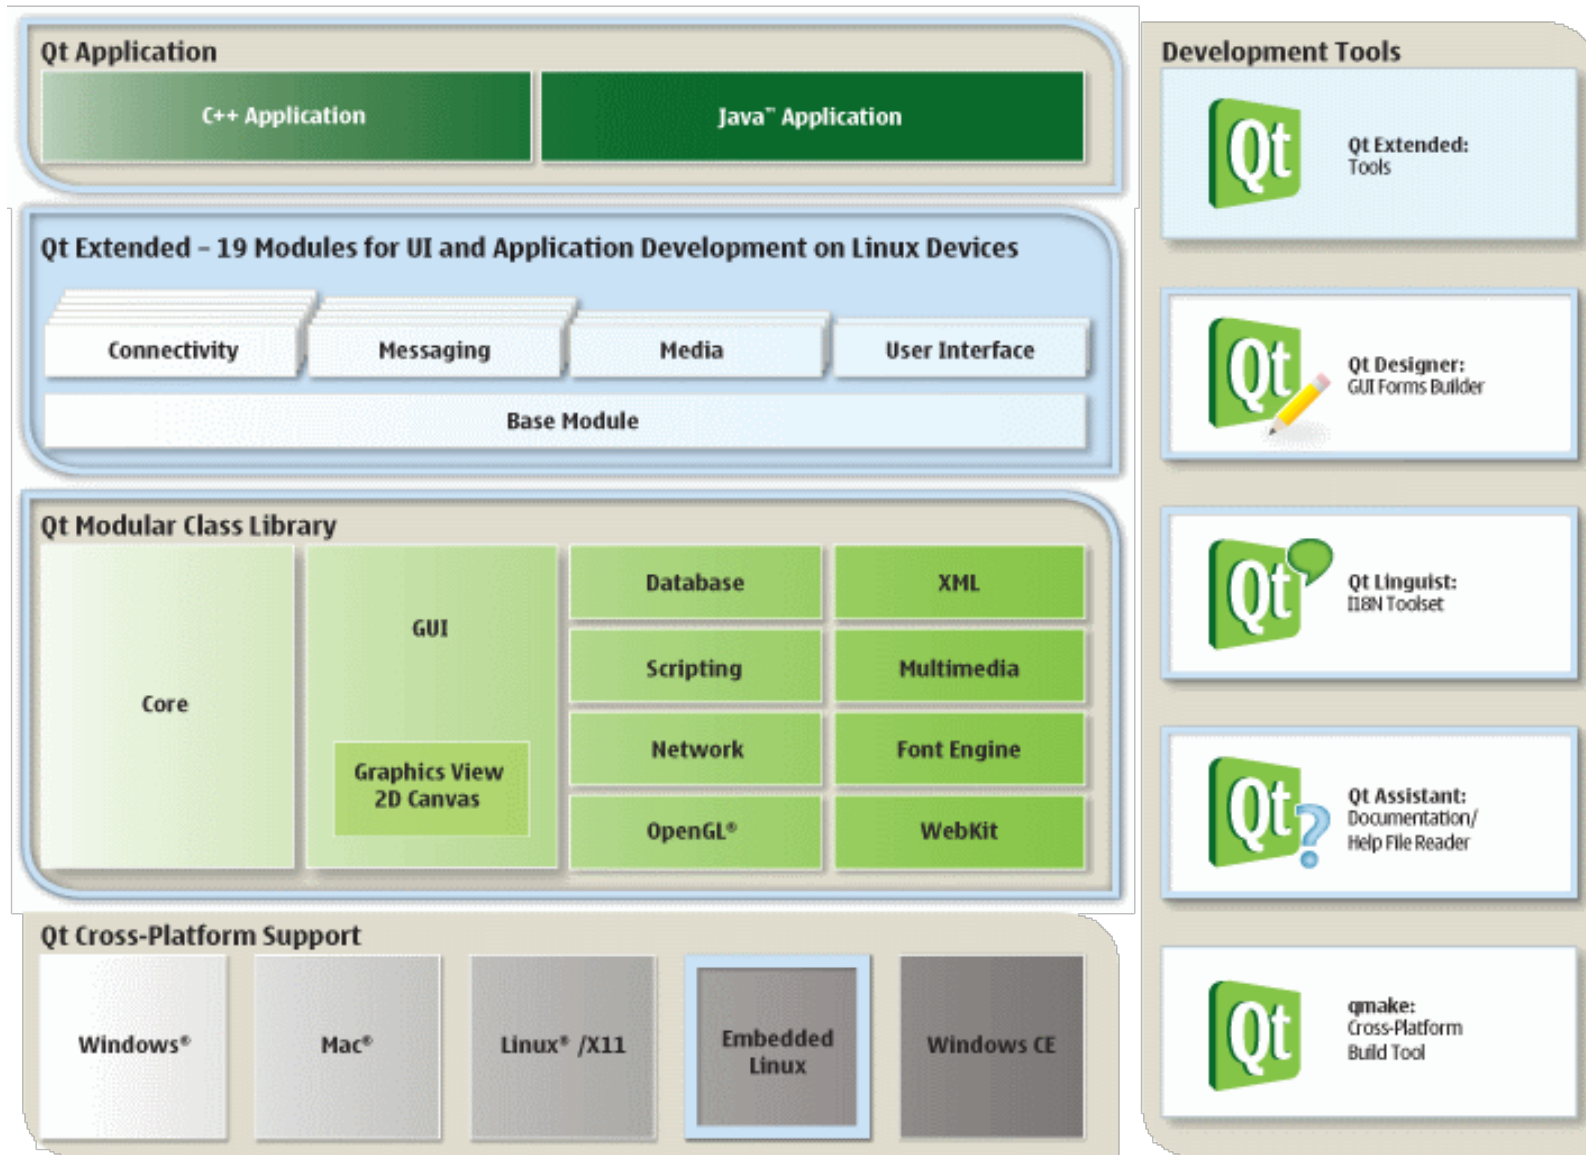 Qt Application
C++ Application
Java™ Application
Qt Extended – 19 Modules for UI and Application Development on Linux Devices
Connectivity
Messaging
Media
User Interface
Base Module
Qt Modular Class Library
Core
GUI
Graphics View
2D Canvas
Database
XML
Scripting
Multimedia
Network
Font Engine
OpenGL®
WebKit
Qt Cross-Platform Support
Windows®
Mac®
Linux® /X11
Embedded
Linux
Windows CE
Development Tools
Qt
Qt Extended:
Tools
Qt
Qt Designer:
GUI Forms Builder
Qt
Qt Linguist:
I18N Toolset
Qt
Qt Assistant:
Documentation/
Help File Reader
Qt
qmake:
Cross-Platform
Build Tool